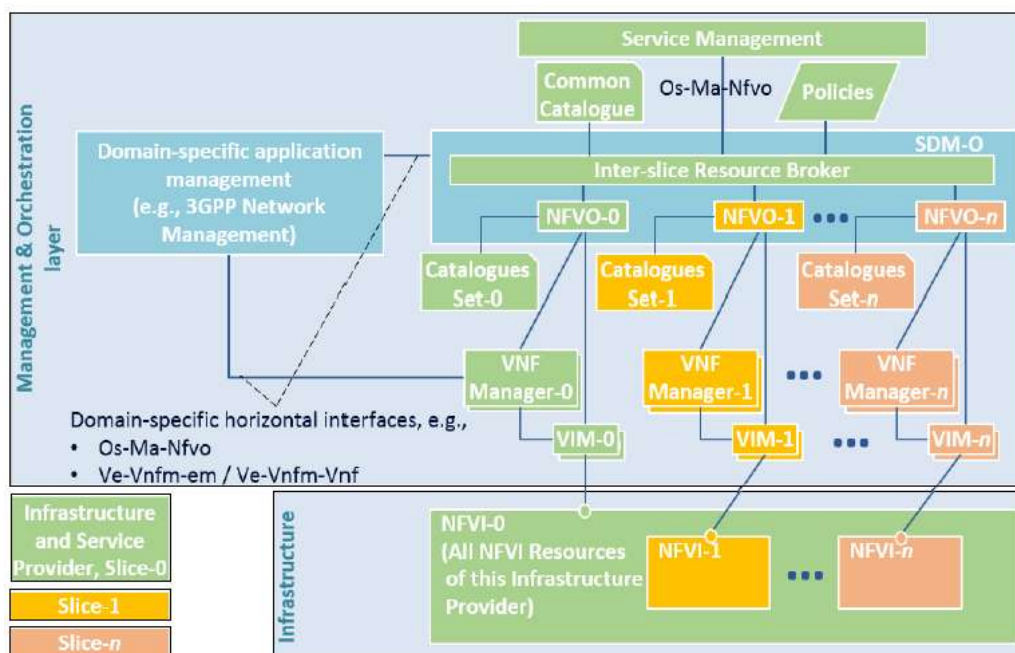 Management & Orchestration
layer
Service Management
Common
Catalogue
Os-Ma-Nfvo
Policies
Domain-specific application
management
(e.g., 3GPP Network
Management)
SDM-O
Inter-slice Resource Broker
NFVO-0
NFVO-1
NFVO-n
Catalogues
Set-0
Catalogues
Set-1
Catalogues
Set-n
VNF
Manager-0
VNF
Manager-1
VNF
Manager-n
Domain-specific horizontal interfaces, e.g.,
• Os-Ma-Nfvo
• Ve-Vnfm-em / Ve-Vnfm-Vnf
VIM-0
VIM-1
VIM-n
Infrastructure
and Service
Provider, Slice-0
Slice-1
Slice-n
Infrastructure
NFVI-0
(All NFVI Resources
of this Infrastructure
Provider)
NFVI-1
NFVI-n